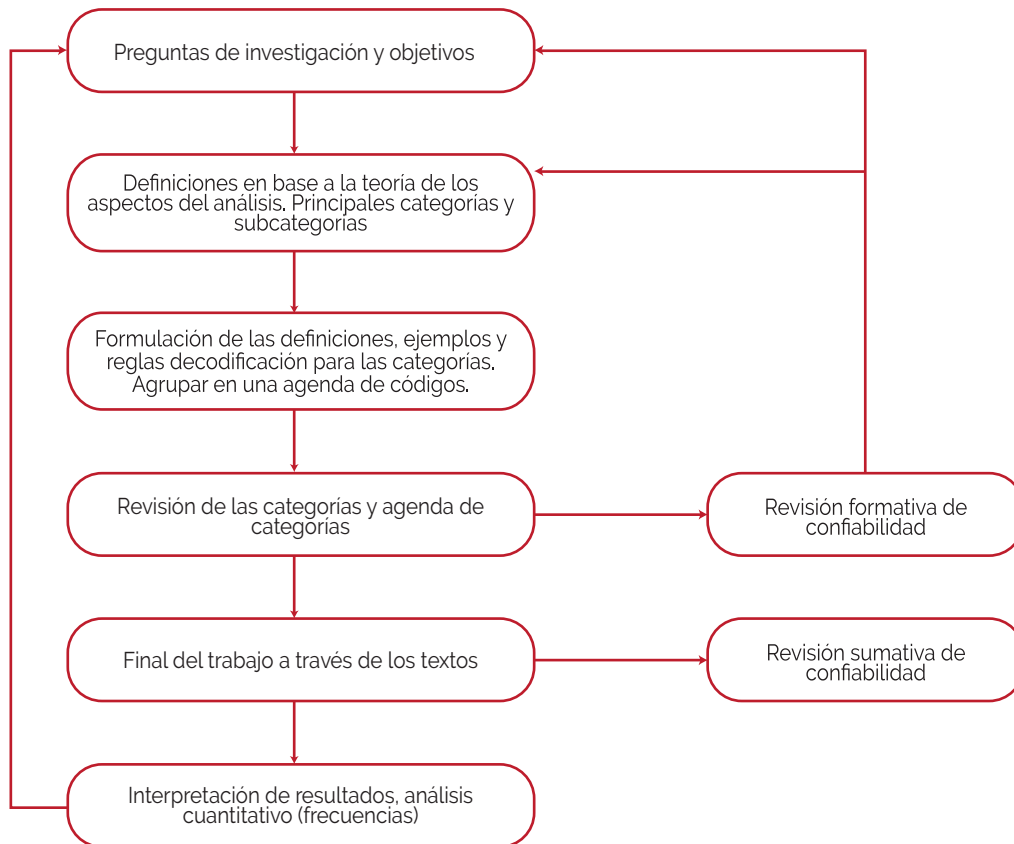 Preguntas de investigación y objetivos
Definiciones en base a la teoría de los
aspectos del análisis. Principales categorías y
subcategorias
Formulación de las definiciones, ejemplos y
reglas decodificación para las categorías.
Agrupar en una agenda de códigos.
Revisión de las categorías y agenda de
categorías
Revisión formativa de
confiabilidad
Final del trabajo a través de los textos
Revisión sumativa de
confiabilidad
Interpretación de resultados, análisis
cuantitativo (frecuencias)